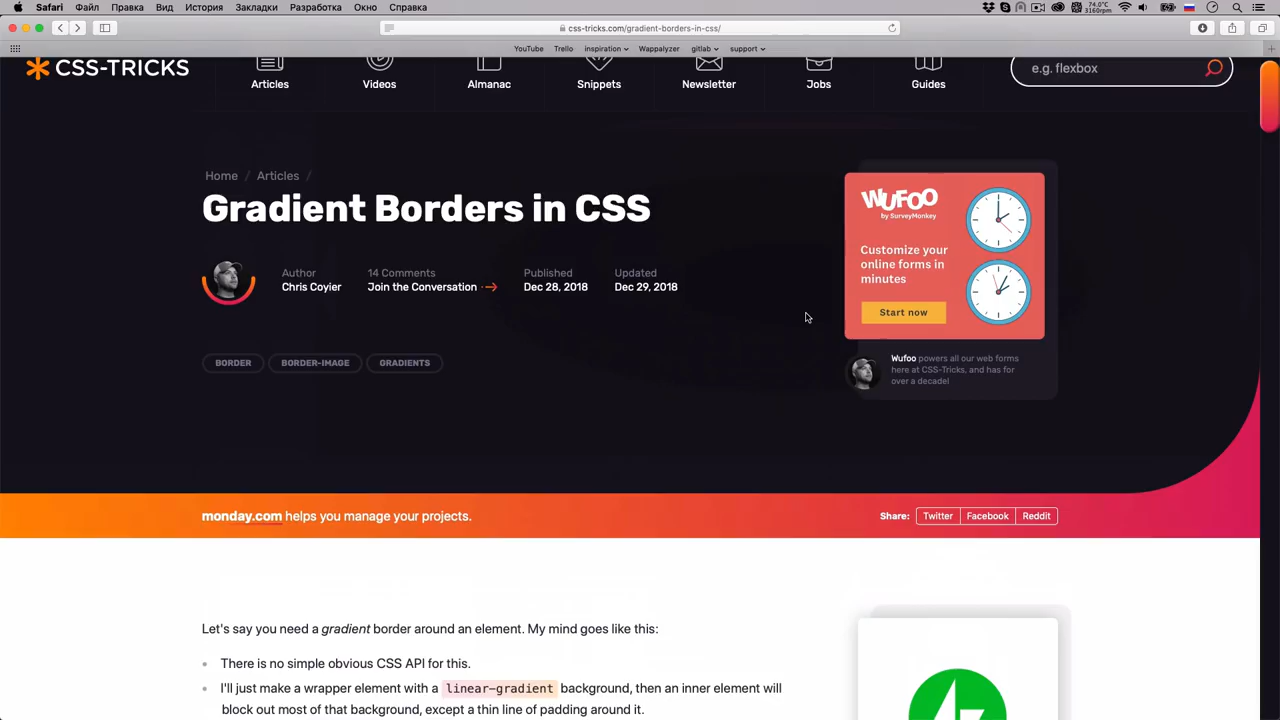 Safari Файл Правка Вид История Закладки Разработка Окно Справка
74.0°C
3160rpm
css-tricks.com/gradient-borders-in-css/
YouTube Trello inspiration Wappalyzer gitlab support
CSS-TRICKS
Articles Videos Almanac Snippets Newsletter Jobs Guides
e.g. flexbox
Home / Articles /
Gradient Borders in CSS
Author
Chris Coyier
14 Comments
Join the Conversation
Published
Dec 28, 2018
Updated
Dec 29, 2018
BORDER BORDER-IMAGE GRADIENTS
WUFOO
by SurveyMonkey
Customize your
online forms in
minutes
Start now
Wufoo powers all our web forms
here at CSS-Tricks, and has for
over a decade!
monday.com helps you manage your projects.
Share: Twitter Facebook Reddit
Let's say you need a gradient border around an element. My mind goes like this:
There is no simple obvious CSS API for this.
I'll just make a wrapper element with a linear-gradient background, then an inner element will
block out most of that background, except a thin line of padding around it.